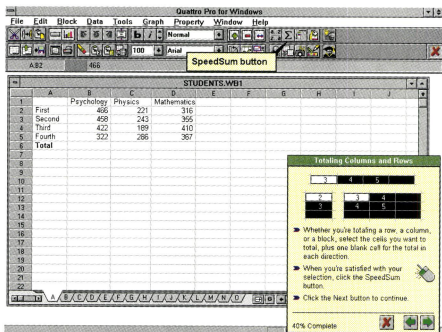 Quattro Pro for Windows
File Edit Block Data Tools Graph Property Window Help
Normal
100 Arial
SpeedSum button
A:B2 466
STUDENTS.WB1
A B C D E F G H I J
1 Psychology Physics Mathematics
2 First 466 221 316
3 Second 458 243 355
4 Third 422 189 410
5 Fourth 322 286 367
6 Total
7
8
9
10
11
12
13
14
15
16
17
18
19
20
21
22
A B C D E F G H I J K L M N O
Totaling Columns and Rows
3 4 5
2 3 4
3 4 5
Whether you're totaling a row, a column,
or a block, select the cells you want to
total, plus one blank cell for the total in
each direction.
When you're satisfied with your
selection, click the SpeedSum
button.
Click the Next button to continue.
40% Complete